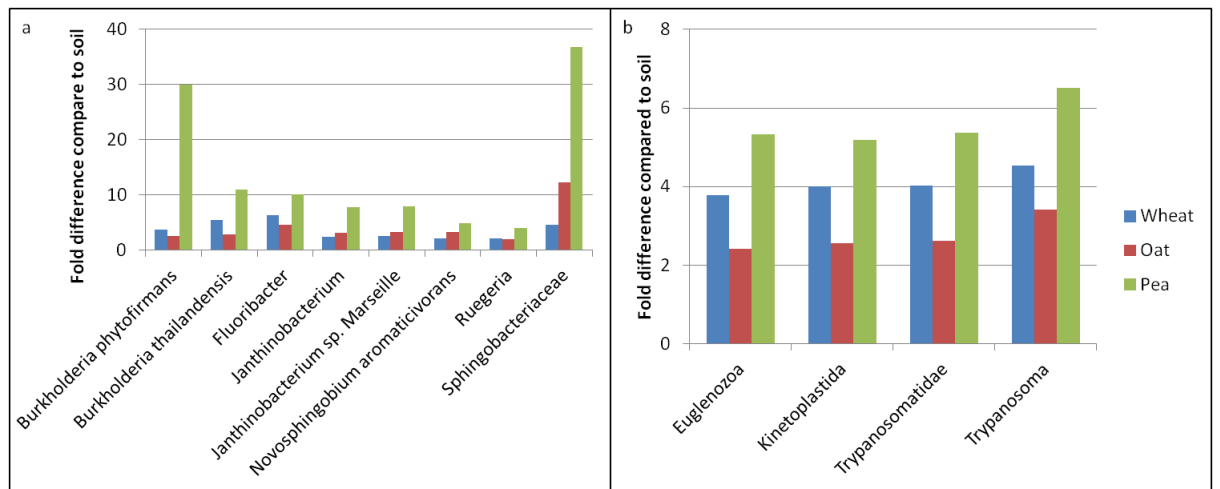 a
Fold difference compare to soil
40
30
20
10
0
Burkholderia phytofirmans
Burkholderia thailandensis
Fluoribacter
Janthinobacterium
Janthinobacterium sp. Marseille
Novosphingobium aromaticivorans
Ruegeria
Sphingobacteriaceae
b
Fold difference compared to soil
8
6
4
2
0
Euglenozoa
Kinetoplastida
Trypanosomatidae
Trypanosoma
Wheat
Oat
Pea